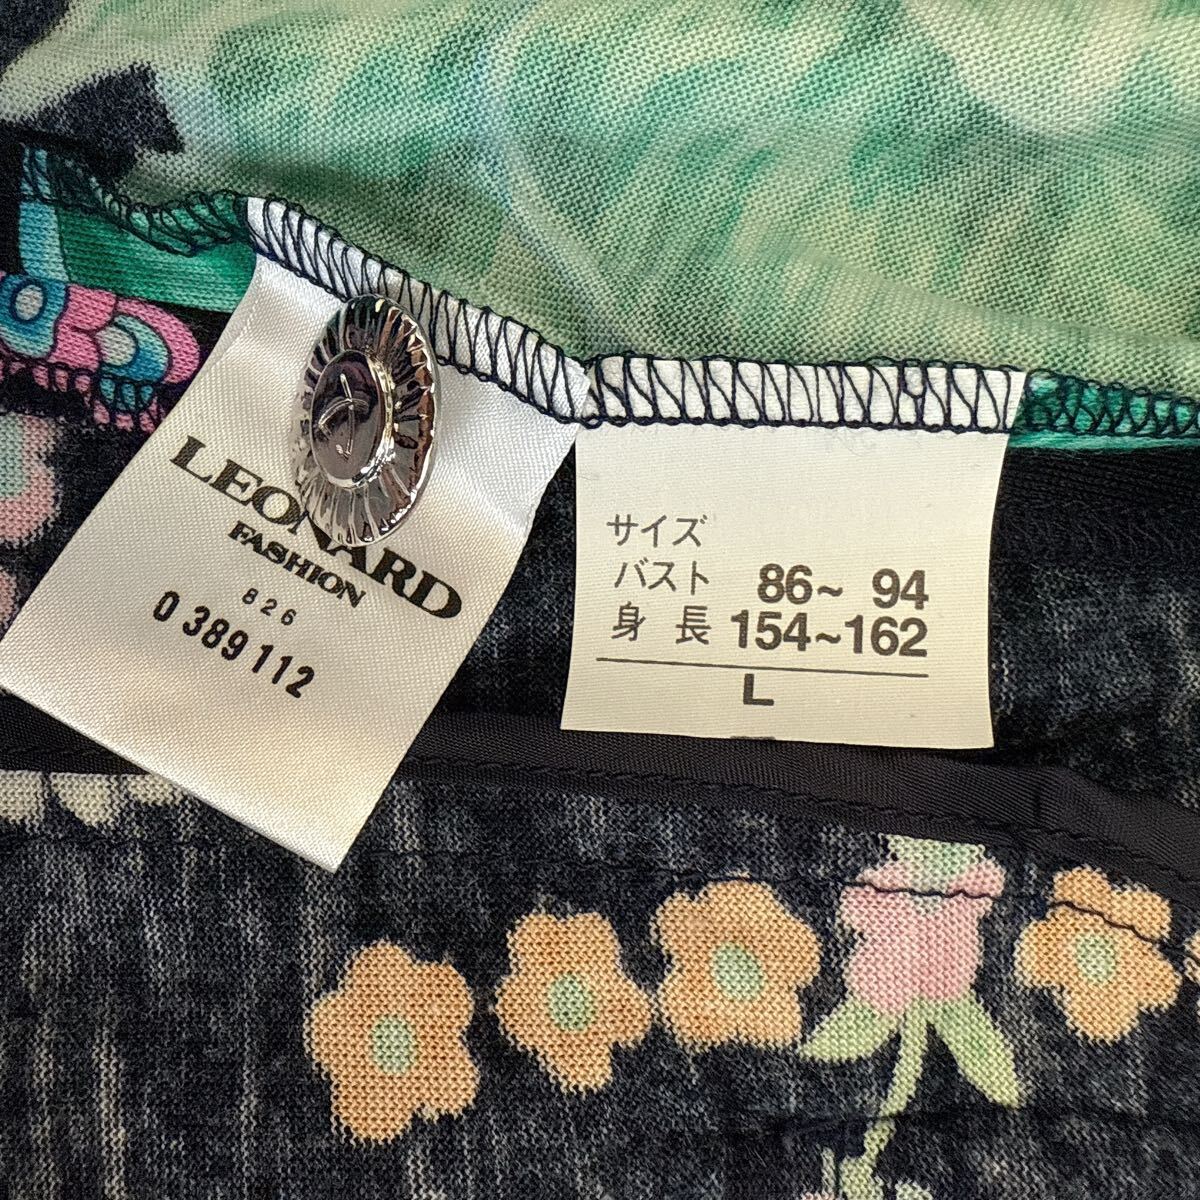 LEONARD
FASHION
826
0 389 112
サイズ
バスト 86~ 94
身 長 154~162
L